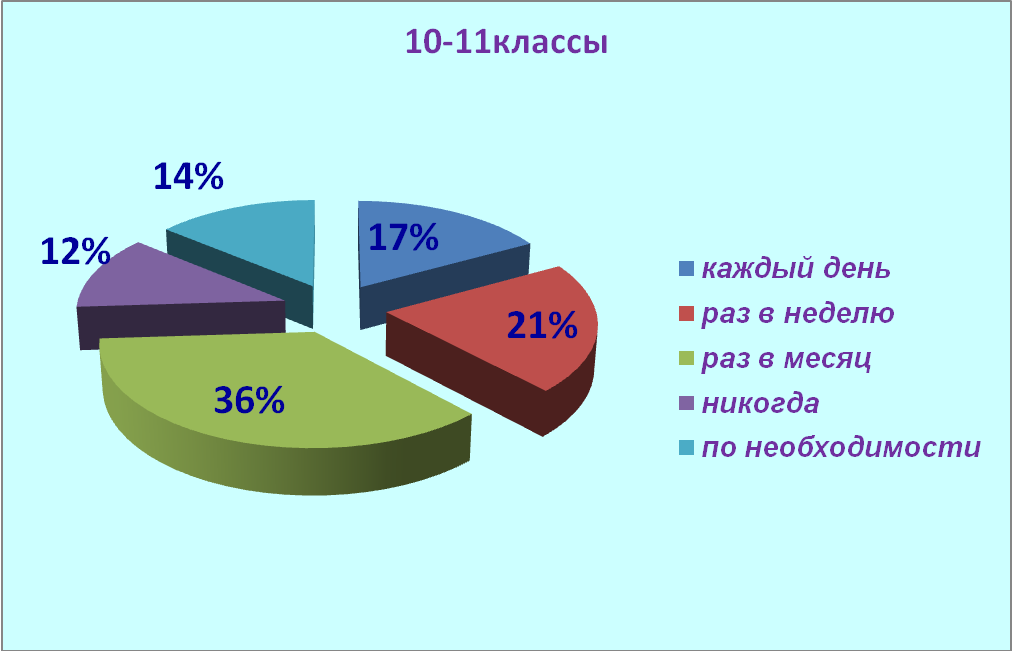 10-11классы
14%
17%
12%
21%
36%
каждый день
раз в неделю
раз в месяц
никогда
по необходимости